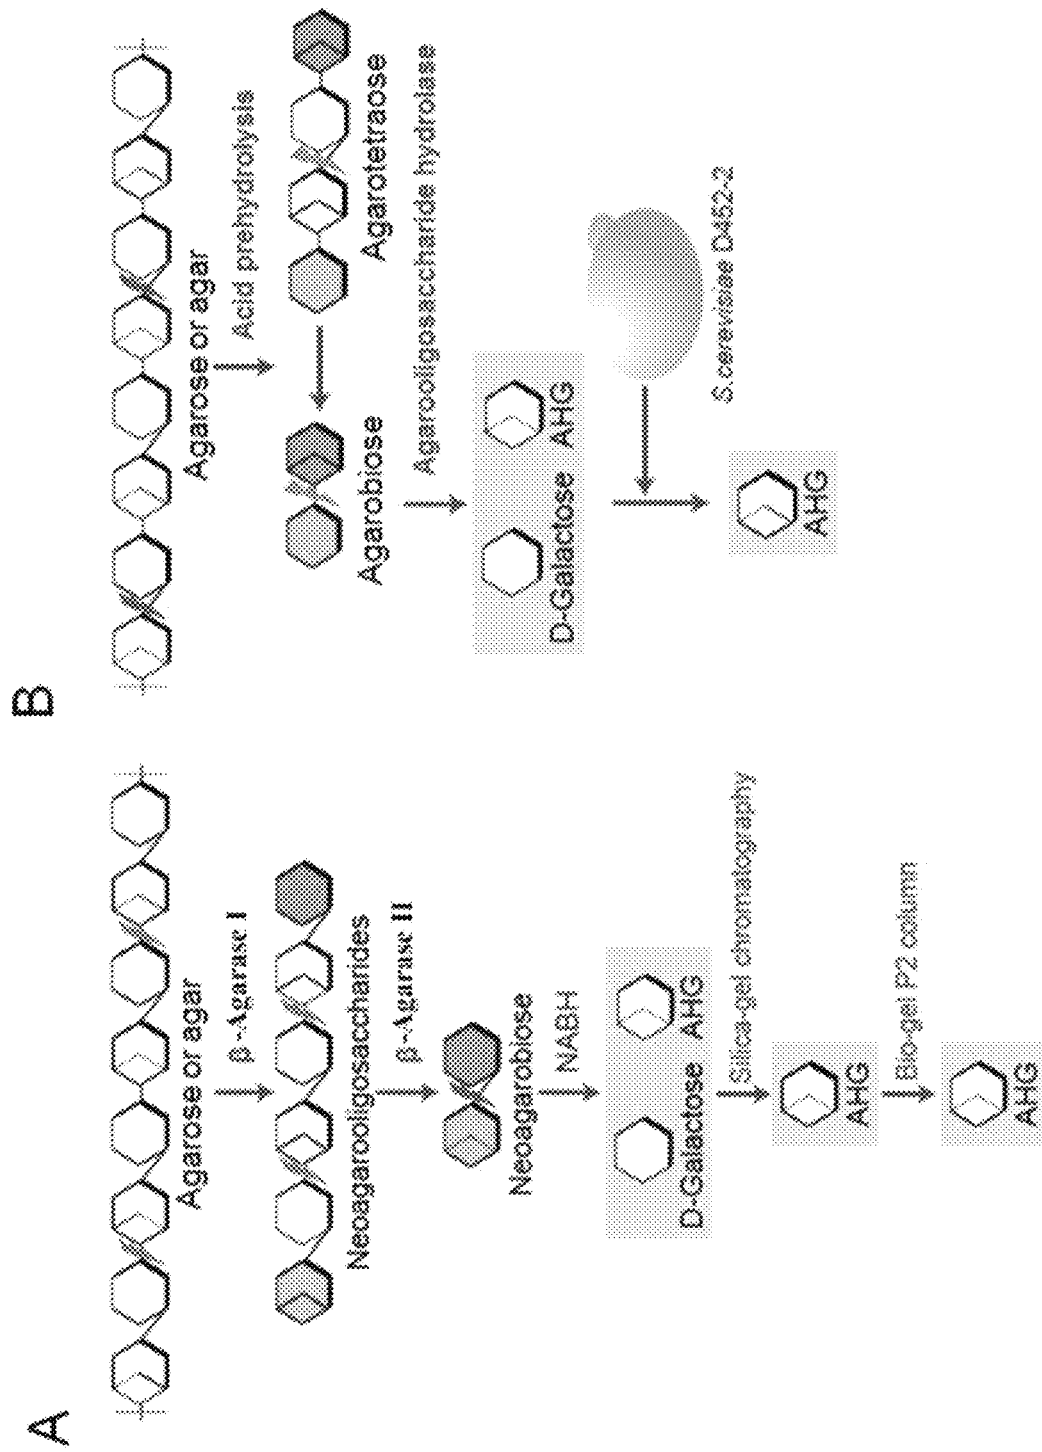 A
Agarose or agar
β-Agarase I
Neoagarooligosaccharides
β-Agarase II
Neoagarobiose
NABH
D-Galactose AHG
Silica-gel chromatography
AHG
Bio-gel P2 column
AHG
B
Agarose or agar
Acid prehydrolysis
Agarobiose
Agarotetraose
Agarooligosaccharide hydrolase
D-Galactose AHG
S.cerevisiae D452-2
AHG